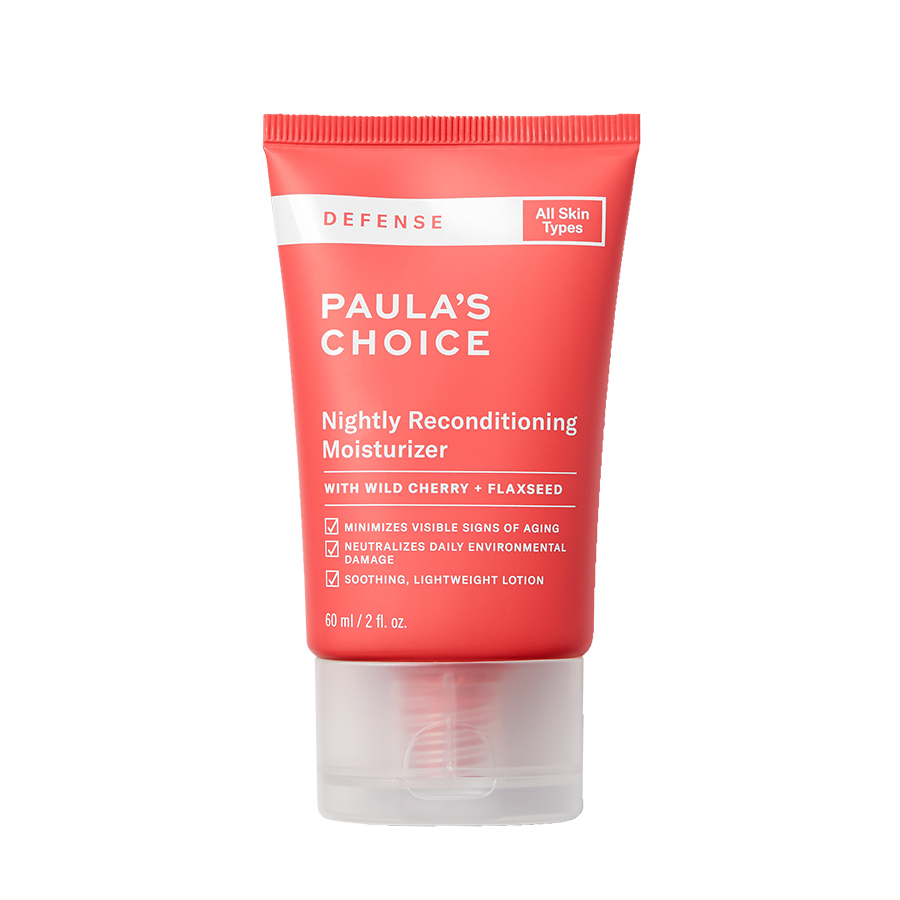 DEFENSE
All Skin
Types
PAULA'S
CHOICE
Nightly Reconditioning
Moisturizer
WITH WILD CHERRY + FLAXSEED
MINIMIZES VISIBLE SIGNS OF AGING
NEUTRALIZES DAILY ENVIRONMENTAL
DAMAGE
SOOTHING, LIGHTWEIGHT LOTION
60 ml / 2 fl. oz.